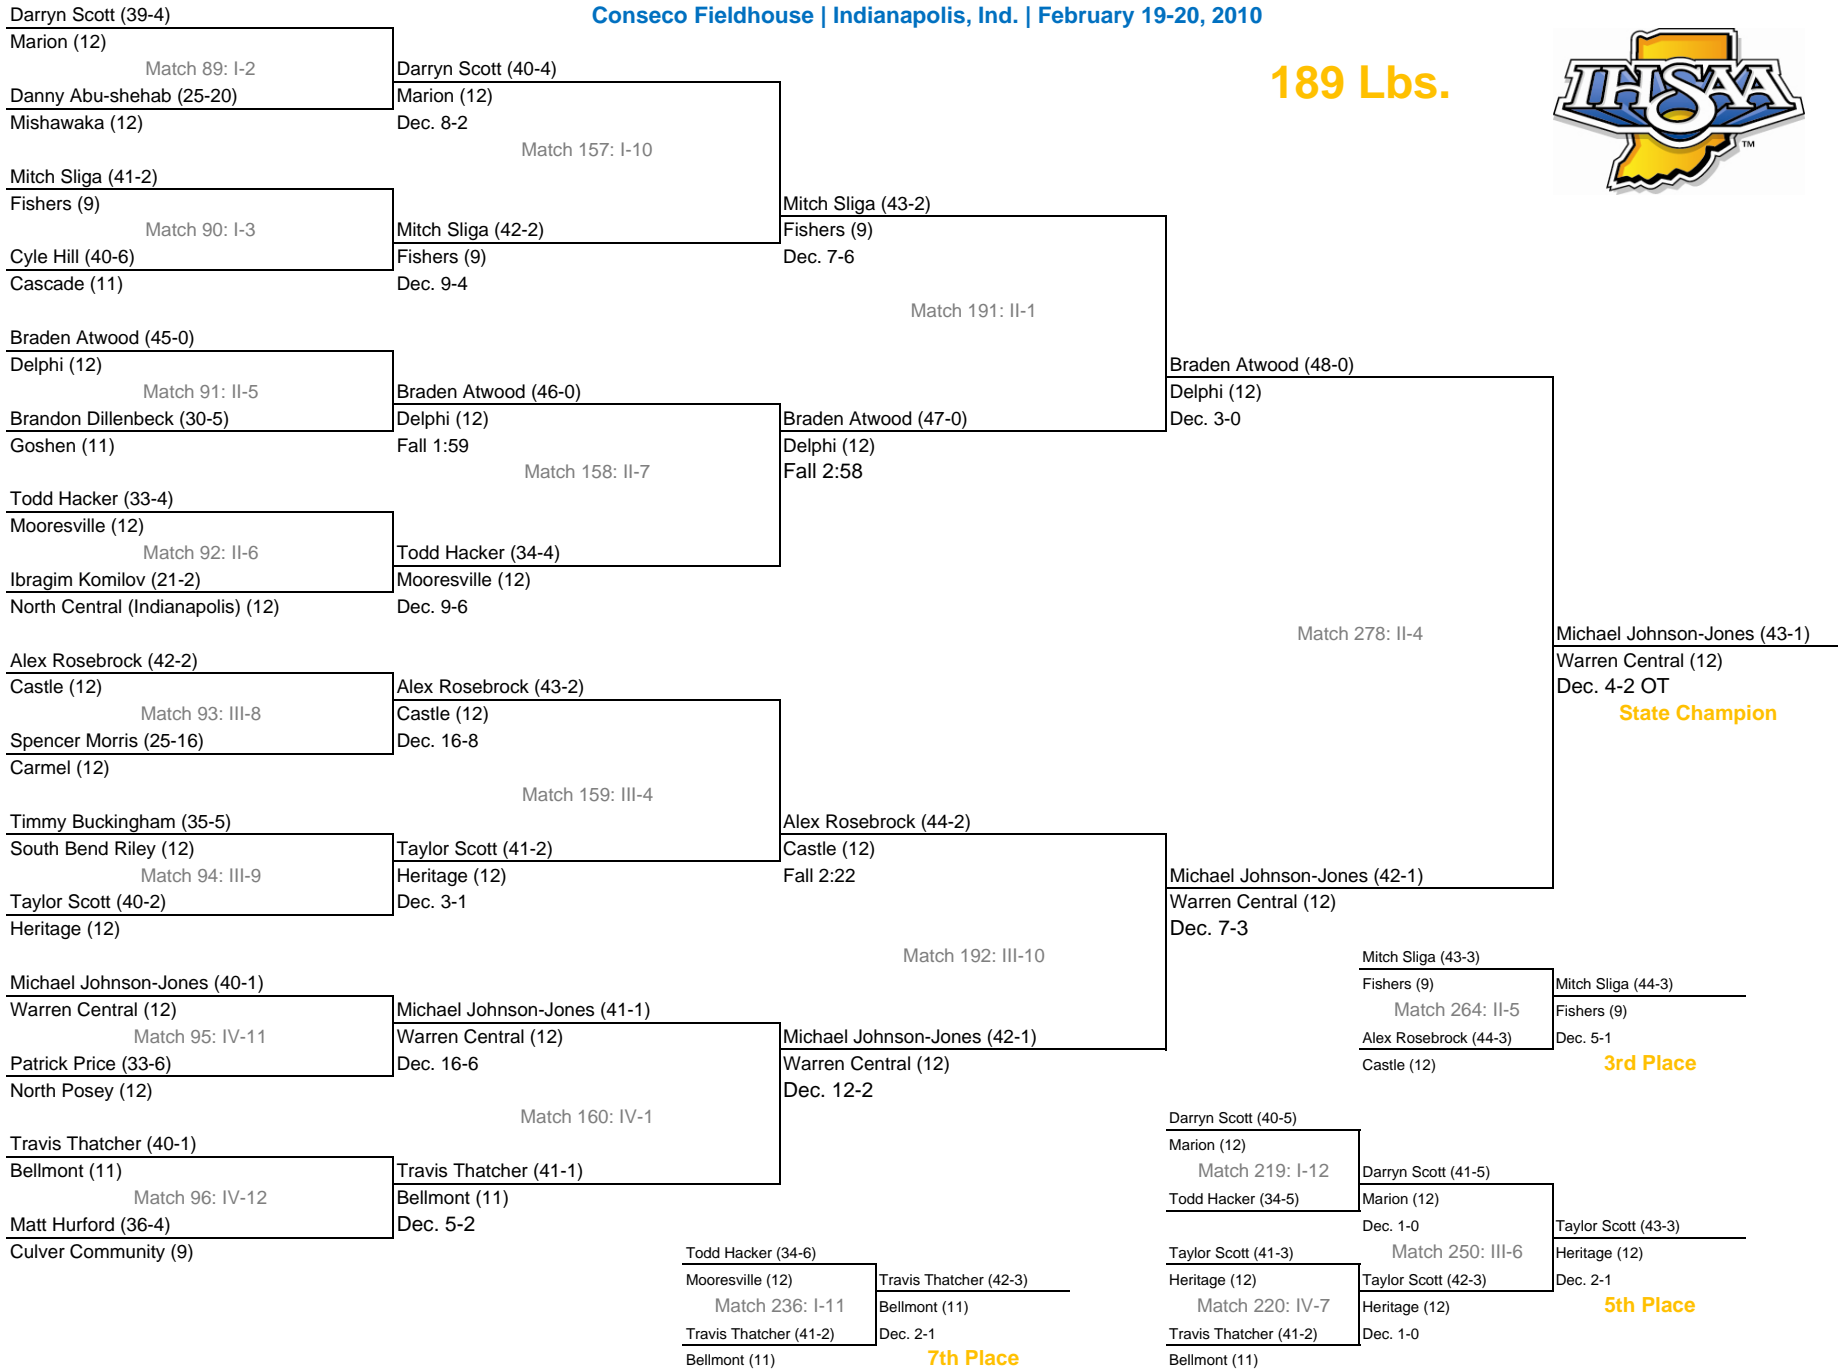 Conseco Fieldhouse | Indianapolis, Ind. | February 19-20, 2010
189 Lbs.
IHSAA
TM
Darryn Scott (39-4)
Marion (12)
Match 89: I-2
Danny Abu-shehab (25-20)
Mishawaka (12)
Mitch Sliga (41-2)
Fishers (9)
Match 90: I-3
Cyle Hill (40-6)
Cascade (11)
Braden Atwood (45-0)
Delphi (12)
Match 91: II-5
Brandon Dillenbeck (30-5)
Goshen (11)
Todd Hacker (33-4)
Mooresville (12)
Match 92: II-6
Ibragim Komilov (21-2)
North Central (Indianapolis) (12)
Alex Rosebrock (42-2)
Castle (12)
Match 93: III-8
Spencer Morris (25-16)
Carmel (12)
Timmy Buckingham (35-5)
South Bend Riley (12)
Match 94: III-9
Taylor Scott (40-2)
Heritage (12)
Michael Johnson-Jones (40-1)
Warren Central (12)
Match 95: IV-11
Patrick Price (33-6)
North Posey (12)
Travis Thatcher (40-1)
Bellmont (11)
Match 96: IV-12
Matt Hurford (36-4)
Culver Community (9)
Darryn Scott (40-4)
Marion (12)
Dec. 8-2
Match 157: I-10
Mitch Sliga (42-2)
Fishers (9)
Dec. 9-4
Braden Atwood (46-0)
Delphi (12)
Fall 1:59
Match 158: II-7
Todd Hacker (34-4)
Mooresville (12)
Dec. 9-6
Alex Rosebrock (43-2)
Castle (12)
Dec. 16-8
Match 159: III-4
Taylor Scott (41-2)
Heritage (12)
Dec. 3-1
Michael Johnson-Jones (41-1)
Warren Central (12)
Dec. 16-6
Match 160: IV-1
Travis Thatcher (41-1)
Bellmont (11)
Dec. 5-2
Mitch Sliga (43-2)
Fishers (9)
Dec. 7-6
Match 191: II-1
Braden Atwood (47-0)
Delphi (12)
Fall 2:58
Alex Rosebrock (44-2)
Castle (12)
Fall 2:22
Match 192: III-10
Michael Johnson-Jones (42-1)
Warren Central (12)
Dec. 12-2
Braden Atwood (48-0)
Delphi (12)
Dec. 3-0
Match 278: II-4
Michael Johnson-Jones (42-1)
Warren Central (12)
Dec. 7-3
Michael Johnson-Jones (43-1)
Warren Central (12)
Dec. 4-2 OT
State Champion
Mitch Sliga (43-3)
Fishers (9)
Match 264: II-5
Alex Rosebrock (44-3)
Castle (12)
Mitch Sliga (44-3)
Fishers (9)
Dec. 5-1
3rd Place
Darryn Scott (40-5)
Marion (12)
Match 219: I-12
Todd Hacker (34-5)
Taylor Scott (41-3)
Heritage (12)
Match 220: IV-7
Travis Thatcher (41-2)
Bellmont (11)
Darryn Scott (41-5)
Marion (12)
Dec. 1-0
Match 250: III-6
Taylor Scott (42-3)
Heritage (12)
Dec. 1-0
Taylor Scott (43-3)
Heritage (12)
Dec. 2-1
5th Place
Todd Hacker (34-6)
Mooresville (12)
Match 236: I-11
Travis Thatcher (41-2)
Bellmont (11)
Travis Thatcher (42-3)
Bellmont (11)
Dec. 2-1
7th Place